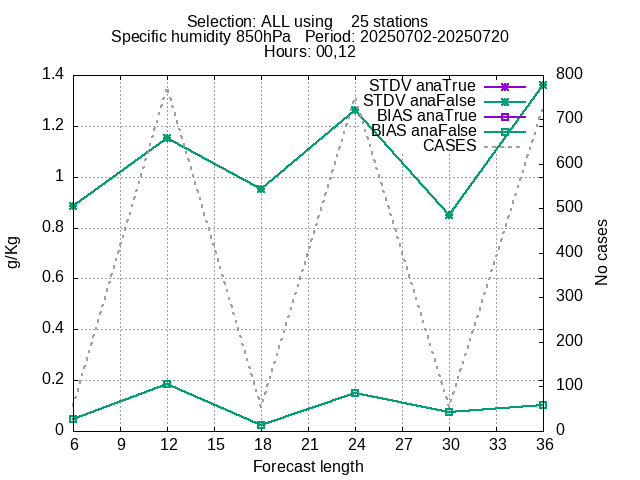 Selection: ALL using    25 stations
Specific humidity 850hPa   Period: 20250702-20250720
Hours: 00,12
1.4
1.2
1
0.8
0.6
0.4
0.2
0
g/Kg
800
700
600
500
400
300
200
100
0
No cases
STDV anaTrue
STDV anaFalse
BIAS anaTrue
BIAS anaFalse
CASES
6 9 12 15 18 21 24 27 30 33 36
Forecast length